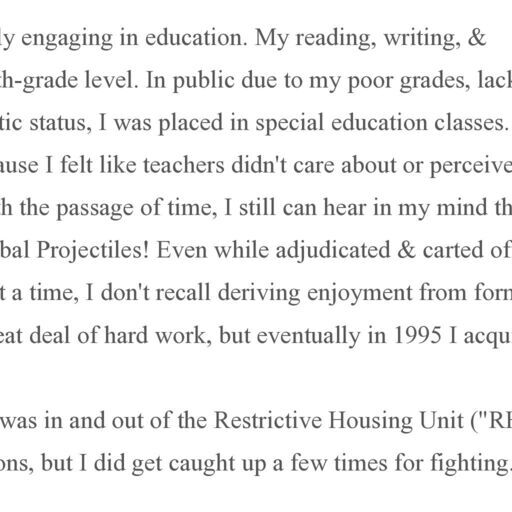 ly engaging in education. My reading, writing, &
th-grade level. In public due to my poor grades, lack
tic status, I was placed in special education classes.
ause I felt like teachers didn't care about or perceive
h the passage of time, I still can hear in my mind th
bal Projectiles! Even while adjudicated & carted of
t a time, I don't recall deriving enjoyment from for
eat deal of hard work, but eventually in 1995 I acqu
was in and out of the Restrictive Housing Unit ("RH
ons, but I did get caught up a few times for fighting.